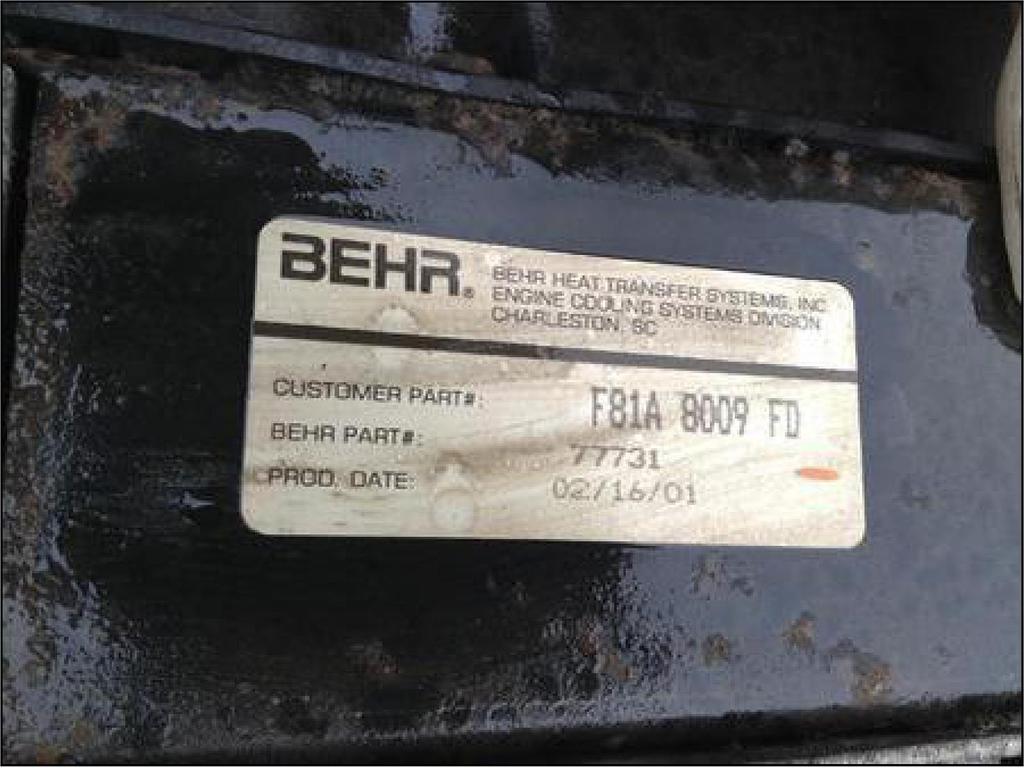 BEHR®
BEHR HEAT TRANSFER SYSTEMS, INC
ENGINE COOLING SYSTEMS DIVISION
CHARLESTON, SC
CUSTOMER PART#: F81A 8009 FD
BEHR PART#: 77731
PROD. DATE: 02/16/01